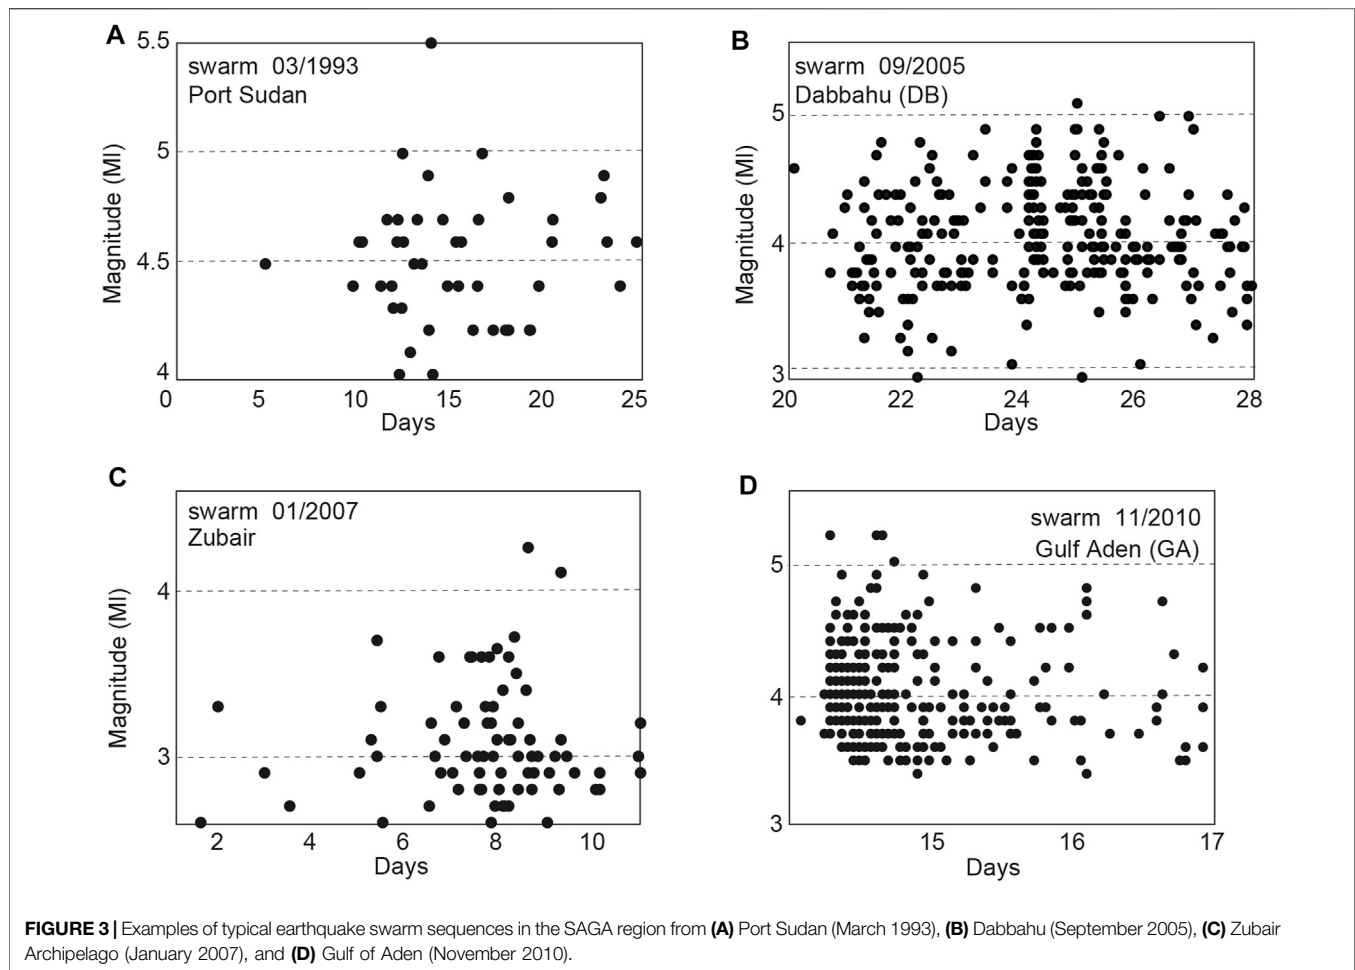 A
5.5
swarm 03/1993
Port Sudan
5
4.5
4
Magnitude (Ml)
0 5 10 15 20 25
Days
B
swarm 09/2005
Dabbahu (DB)
5
4
3
Magnitude (Ml)
20 22 24 26 28
Days
C
swarm 01/2007
Zubair
4
3
Magnitude (Ml)
2 4 6 8 10
Days
D
swarm 11/2010
Gulf Aden (GA)
5
4
3
15 16 17
Days
FIGURE 3 | Examples of typical earthquake swarm sequences in the SAGA region from (A) Port Sudan (March 1993), (B) Dabbahu (September 2005), (C) Zubair
Archipelago (January 2007), and (D) Gulf of Aden (November 2010).